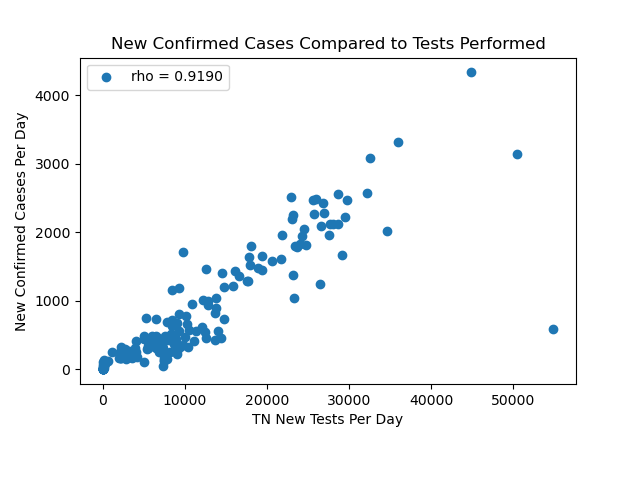 New Confirmed Cases Compared to Tests Performed
rho = 0.9190
New Confirmed Caeses Per Day
4000
3000
2000
1000
0
0 10000 20000 30000 40000 50000
TN New Tests Per Day